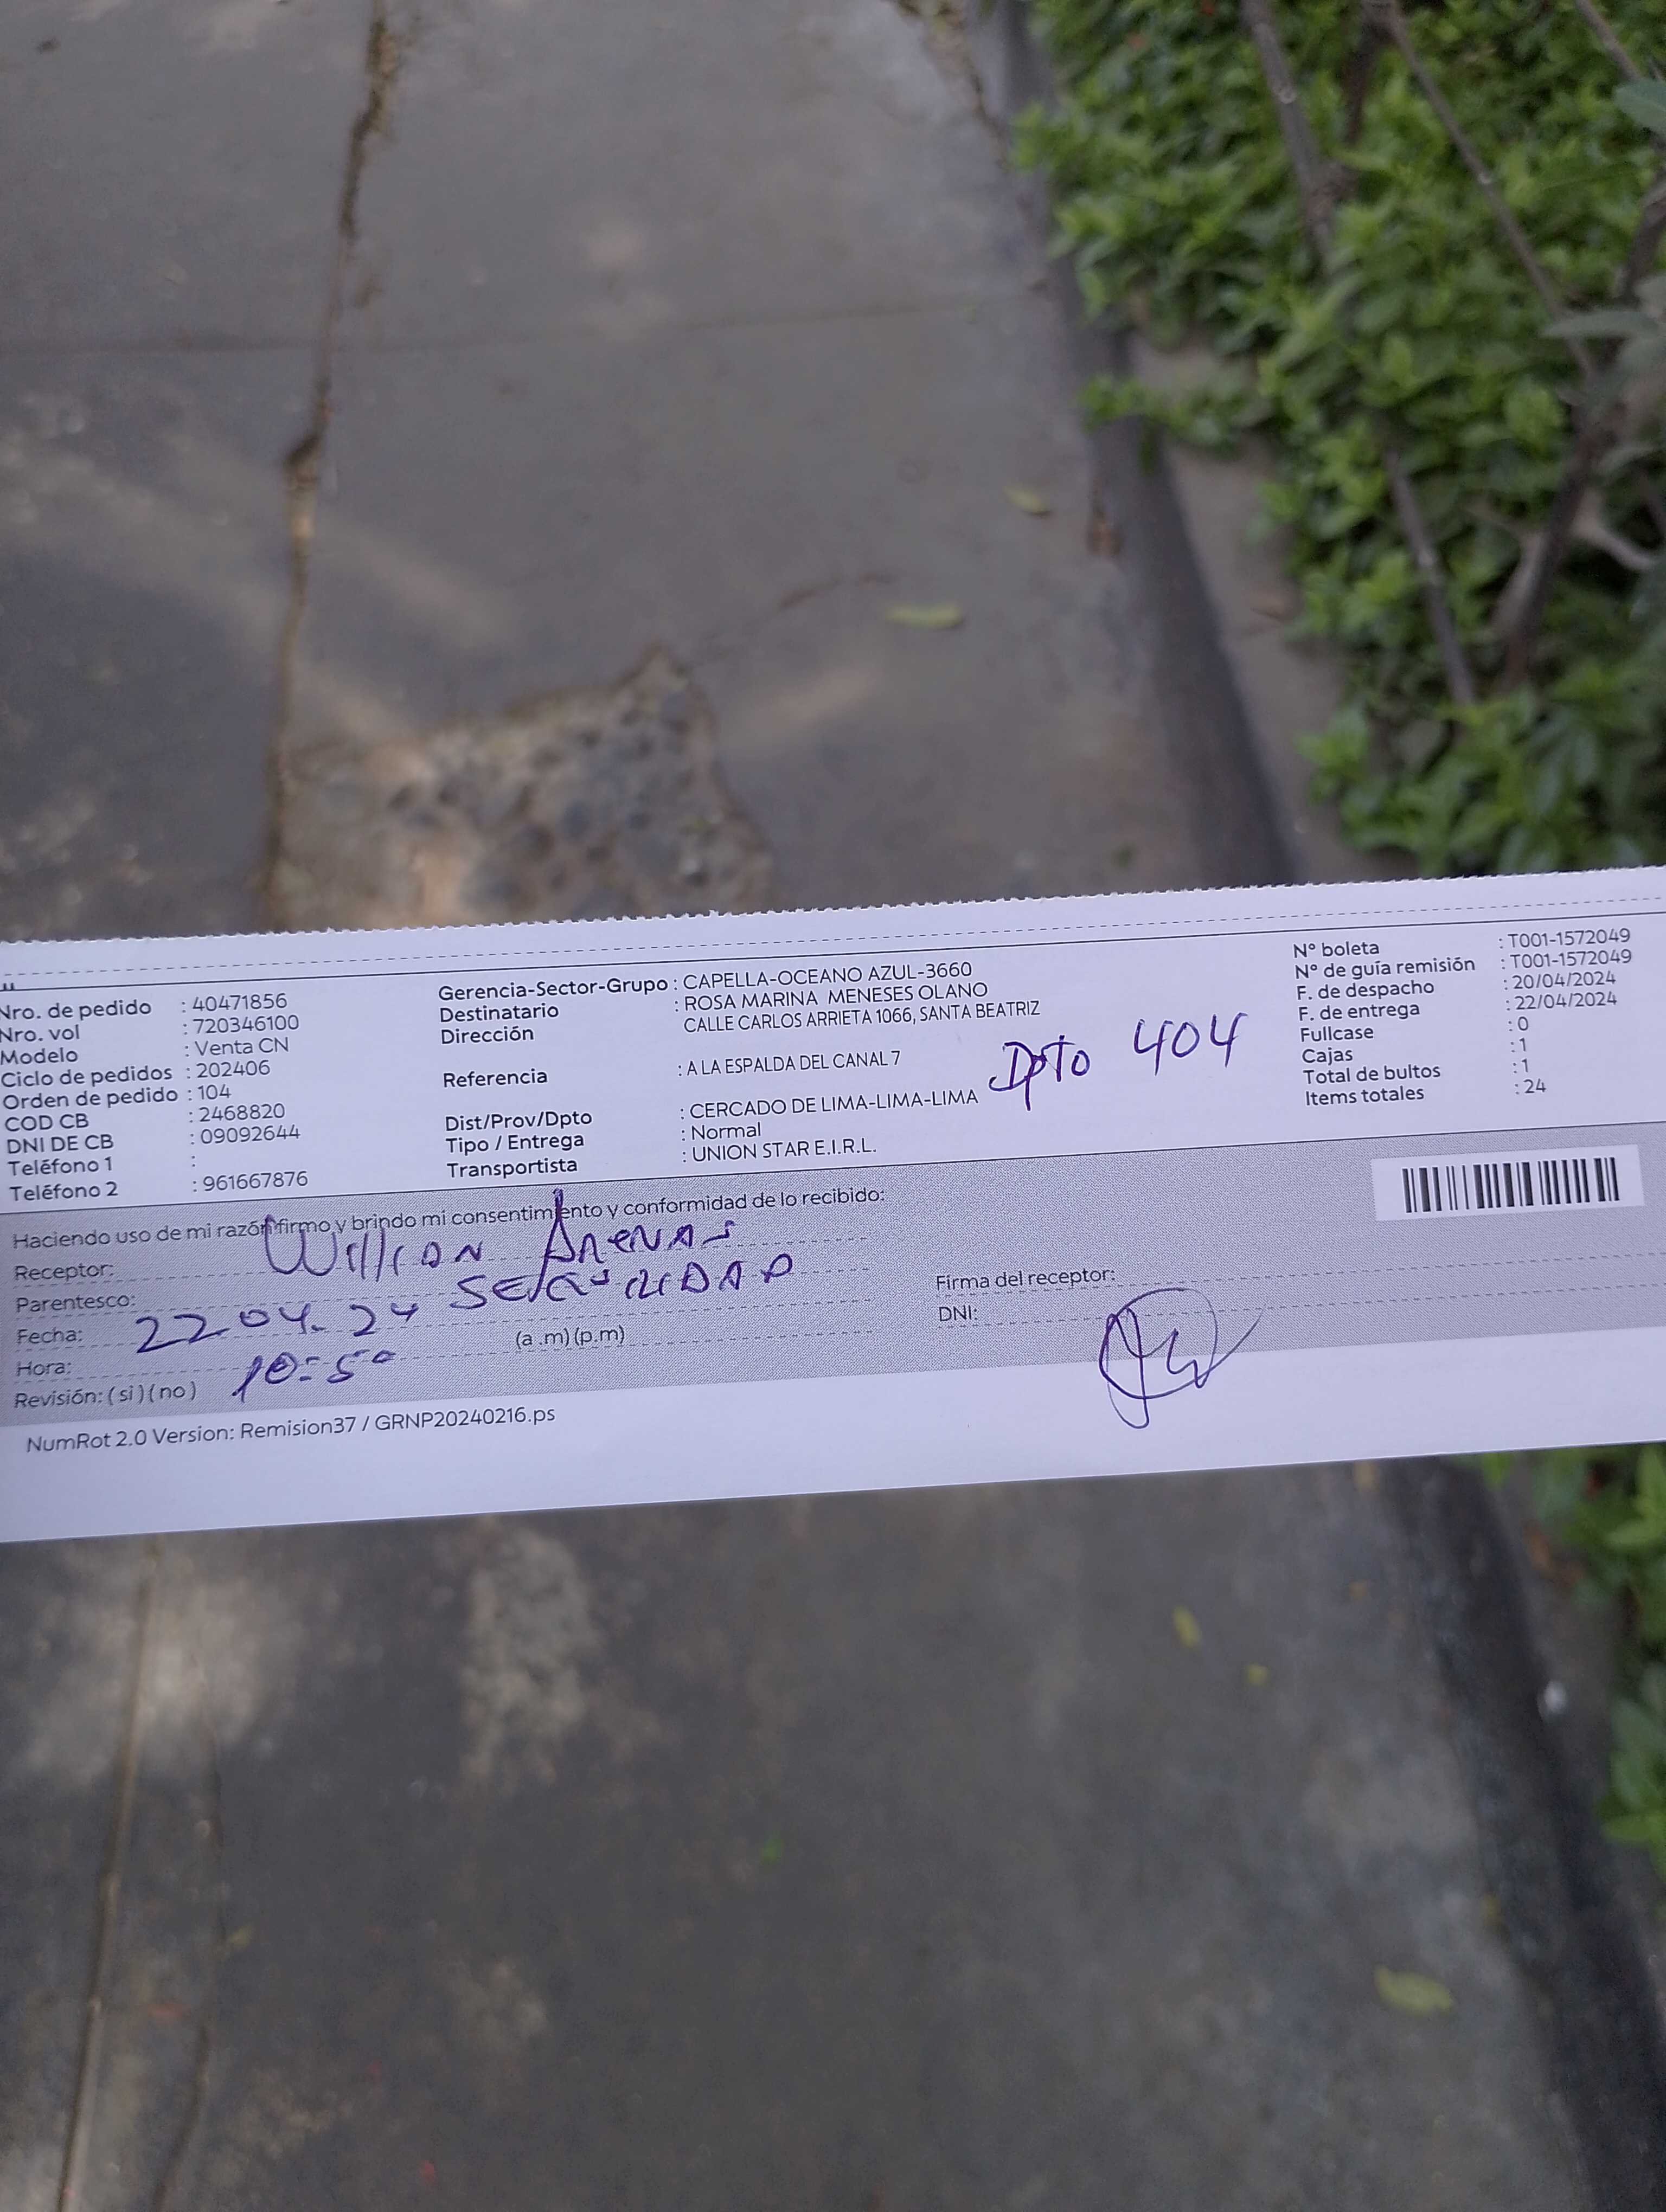 Nro. de pedido : 40471856
Nro. vol : 720346100
Modelo : Venta CN
Ciclo de pedidos : 202406
Orden de pedido : 104
COD CB : 2468820
DNI DE CB : 09092644
Teléfono 1 :
Teléfono 2 : 961667876
Gerencia-Sector-Grupo : CAPELLA-OCEANO AZUL-3660
Destinatario : ROSA MARINA MENESES OLANO
Dirección CALLE CARLOS ARRIETA 1066, SANTA BEATRIZ
Referencia : A LA ESPALDA DEL CANAL 7
Dpto 404
Dist/Prov/Dpto : CERCADO DE LIMA-LIMA-LIMA
Tipo / Entrega : Normal
Transportista : UNION STAR E.I.R.L.
N° boleta : T001-1572049
N° de guía remisión : T001-1572049
F. de despacho : 20/04/2024
F. de entrega : 22/04/2024
Fullcase : 0
Cajas : 1
Total de bultos : 1
Items totales : 24
Haciendo uso de mi razón firmo y brindo mi consentimiento y conformidad de lo recibido:
Receptor: Willian Arenas
Parentesco: SEGURIDAD
Fecha: 22.04.24
Hora: 10:50 (a .m) (p.m)
Revisión: ( si ) ( no )
Firma del receptor:
DNI:
NumRot 2.0 Version: Remision37 / GRNP20240216.ps